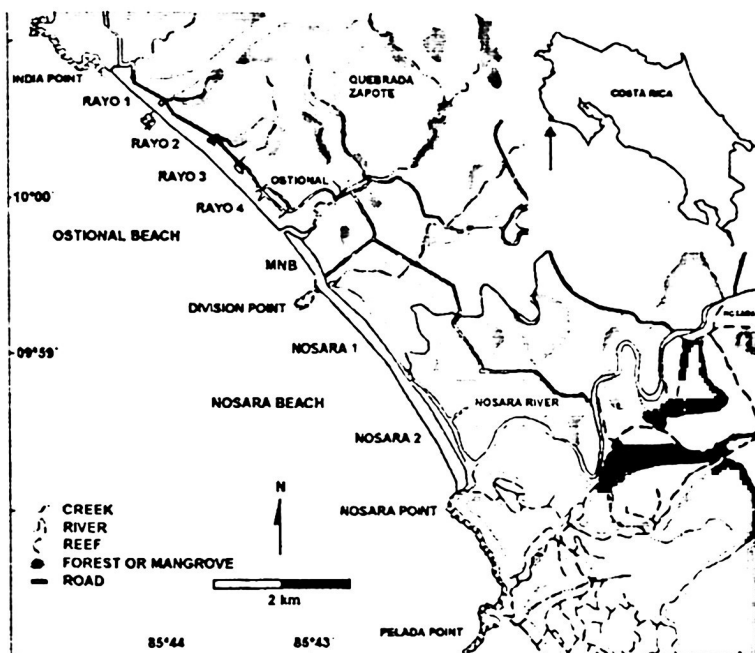 INDIA POINT
RAYO 1
QUEBRADA
ZAPOTE
COSTA RICA
RAYO 2
RAYO 3
OSTIONAL
10°00'
RAYO 4
OSTIONAL BEACH
MNB
DIVISION POINT
NOSARA 1
09°59'
NOSARA BEACH
NOSARA RIVER
NOSARA 2
CREEK
RIVER
REEF
FOREST OR MANGROVE
ROAD
N
NOSARA POINT
2 km
PELADA POINT
85°44'
85°43'